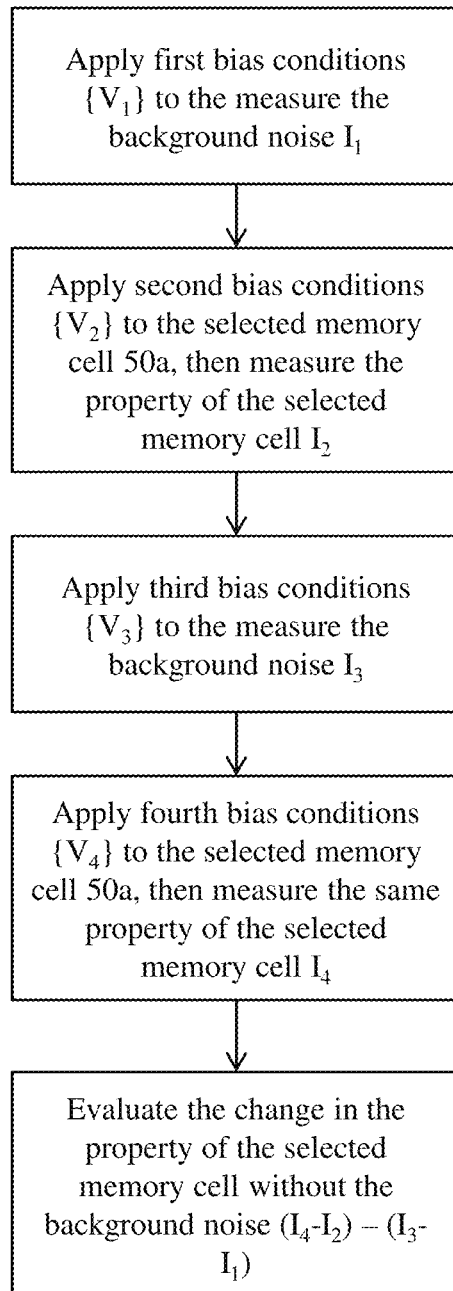 Apply first bias conditions
{V₁} to the measure the
background noise I₁
Apply second bias conditions
{V₂} to the selected memory
cell 50a, then measure the
property of the selected
memory cell I₂
Apply third bias conditions
{V₃} to the measure the
background noise I₃
Apply fourth bias conditions
{V₄} to the selected memory
cell 50a, then measure the same
property of the selected
memory cell I₄
Evaluate the change in the
property of the selected
memory cell without the
background noise (I₄-I₂) – (I₃-
I₁)